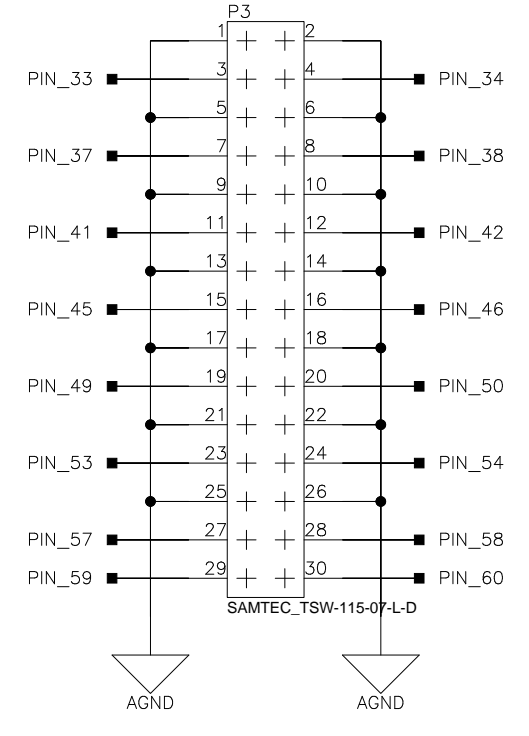 P3
1 2
PIN_33 3 4 PIN_34
5 6
PIN_37 7 8 PIN_38
9 10
PIN_41 11 12 PIN_42
13 14
PIN_45 15 16 PIN_46
17 18
PIN_49 19 20 PIN_50
21 22
PIN_53 23 24 PIN_54
25 26
PIN_57 27 28 PIN_58
PIN_59 29 30 PIN_60
SAMTEC_TSW-115-07-L-D
AGND AGND